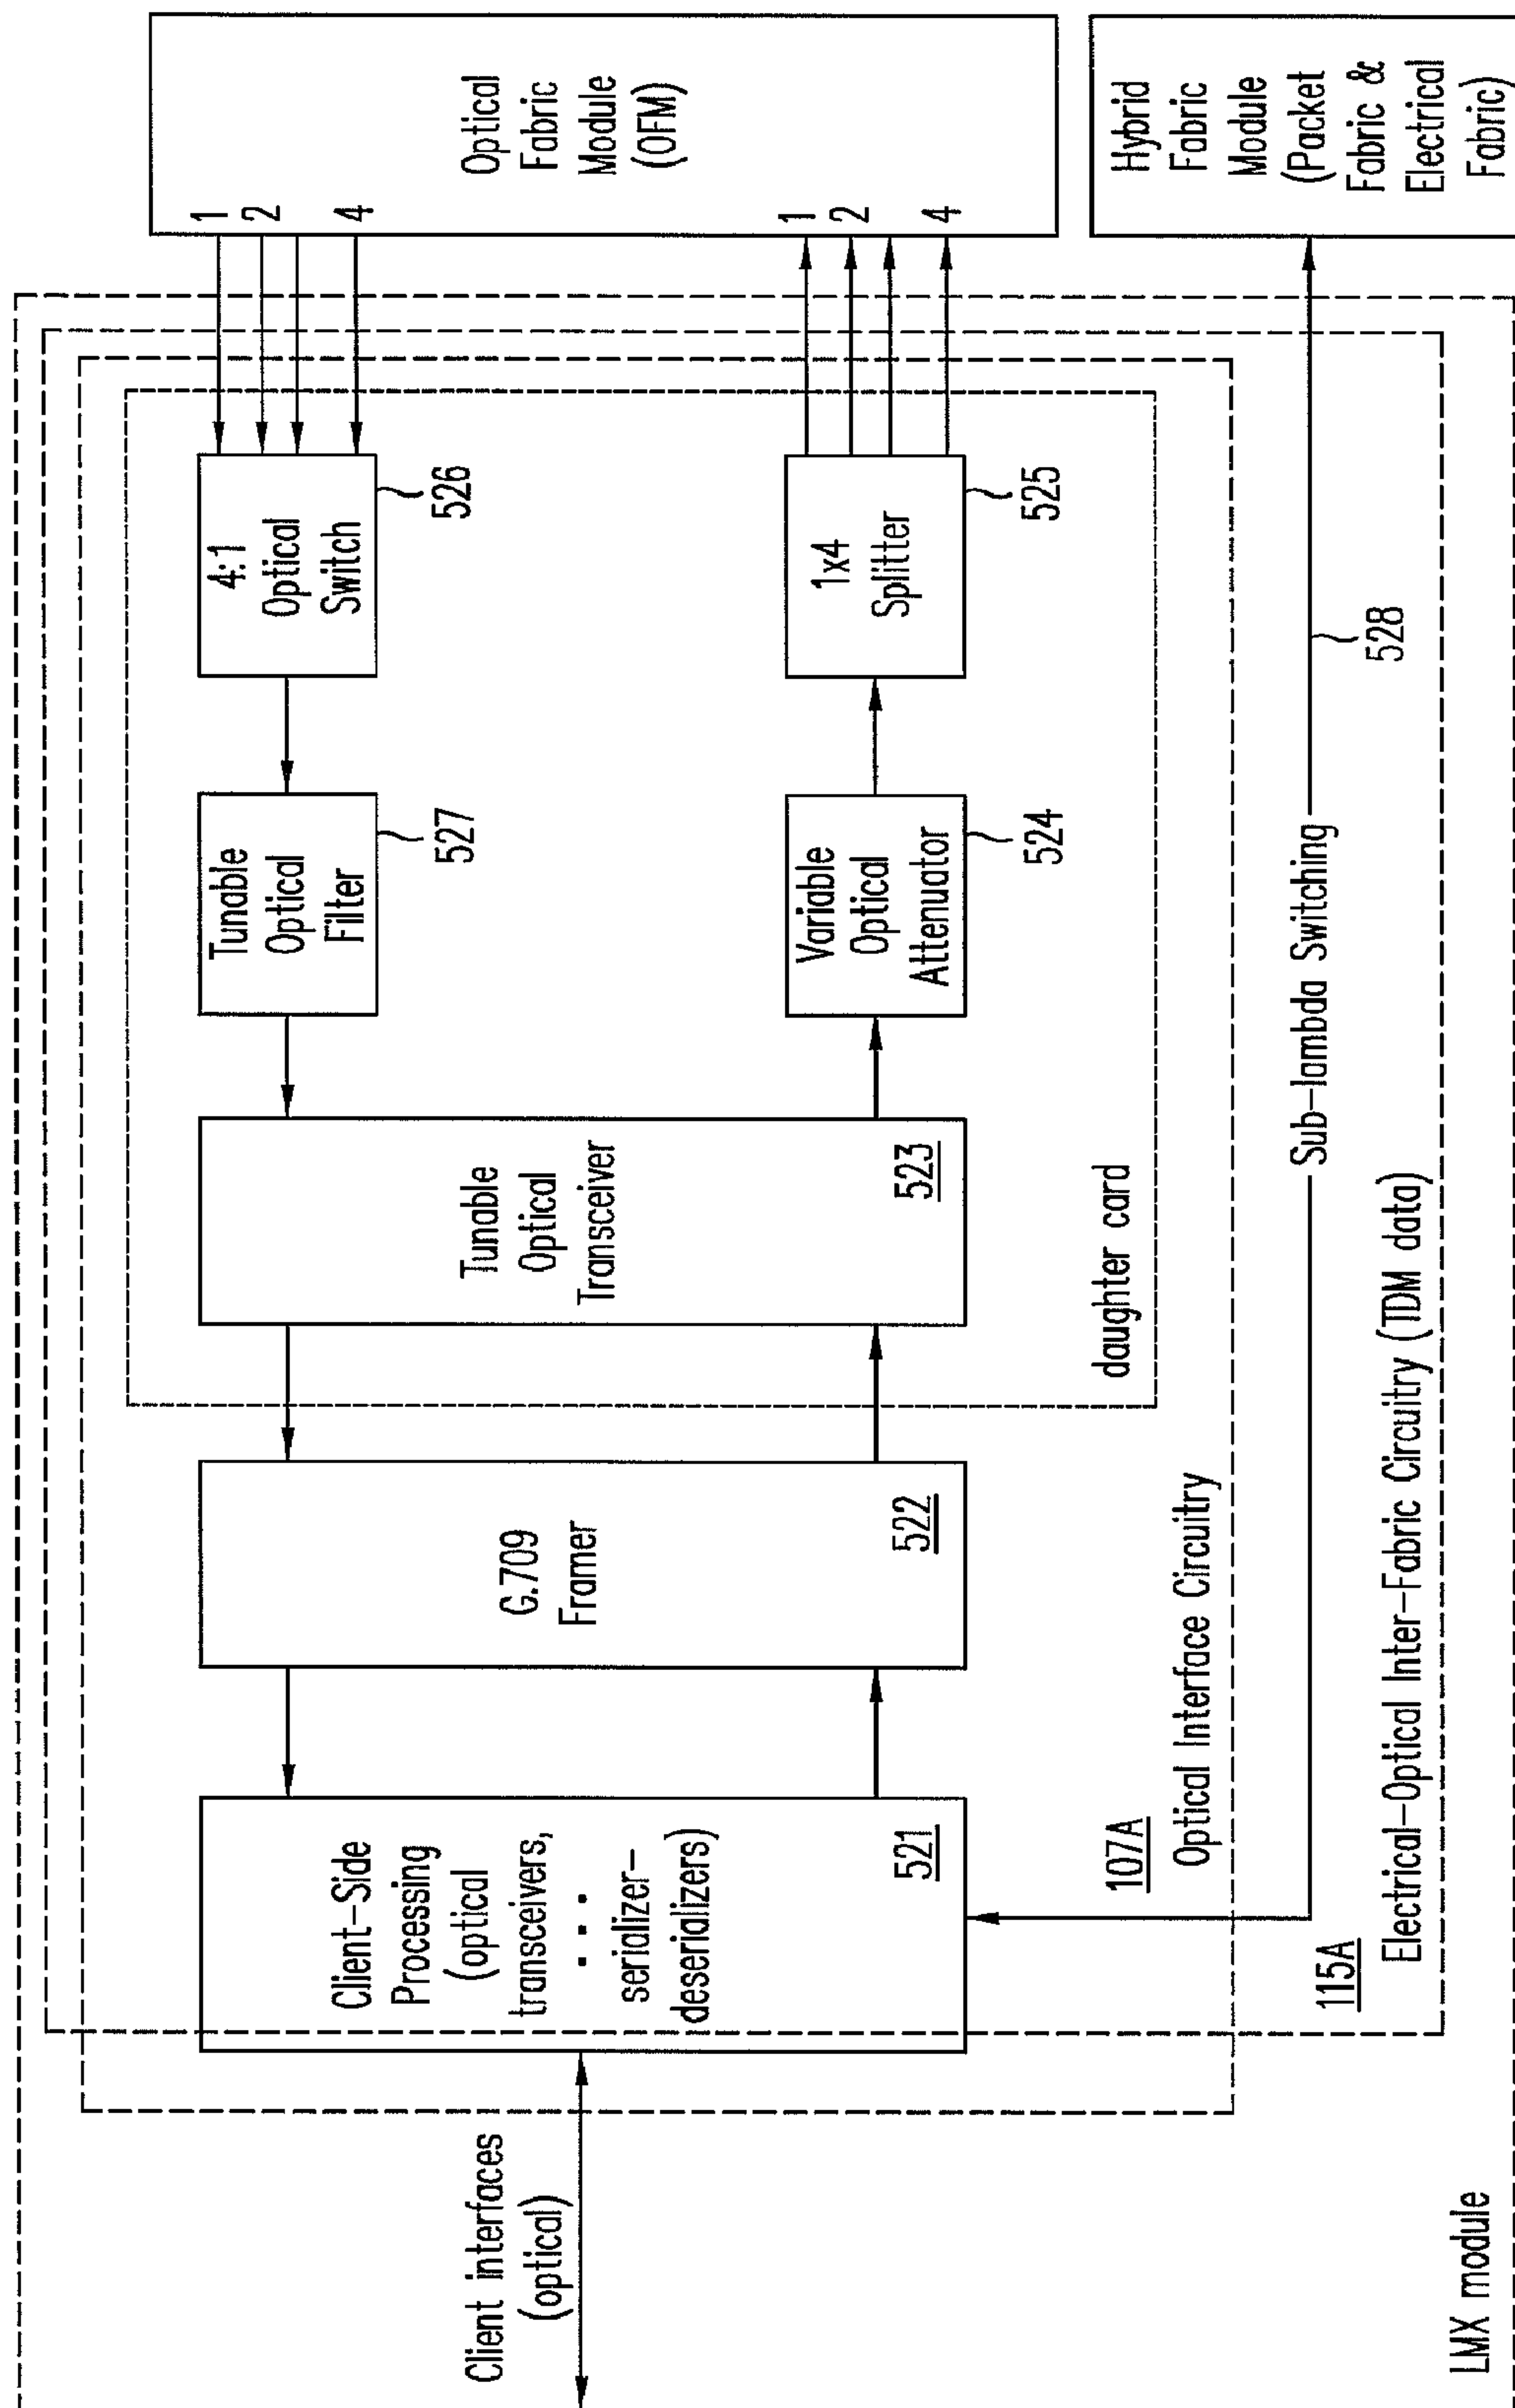 Optical
Fabric
Module
(OFM)
1
2
4
1
2
4
Hybrid
Fabric
Module
(Packet
Fabric &
Electrical
Fabric)
4:1
Optical
Switch
526
1x4
Splitter
525
528
Tunable
Optical
Filter
527
Variable
Optical
Attenuator
524
Sub-lambda Switching
Tunable
Optical
Transceiver
523
daughter card
G.709
Framer
522
Client-Side
Processing
(optical
transceivers,
...
serializer-
deserializers)
521
107A
Optical Interface Circuitry
115A
Electrical-Optical Inter-Fabric Circuitry (TDM data)
Client interfaces
(optical)
LMX module